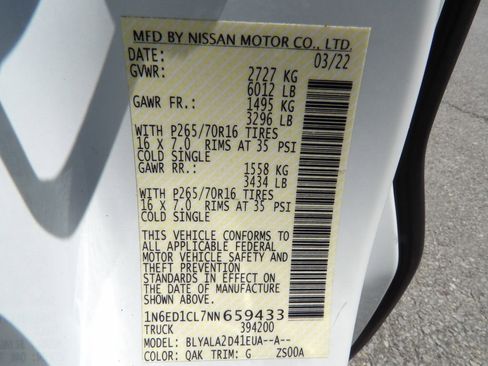 MFD BY NISSAN MOTOR CO., LTD.
DATE: 03/22
GVWR: 2727 KG
6012 LB
GAWR FR.: 1495 KG
3296 LB
WITH P265/70R16 TIRES
16 X 7.0 RIMS AT 35 PSI
COLD SINGLE
GAWR RR.: 1558 KG
3434 LB
WITH P265/70R16 TIRES
16 X 7.0 RIMS AT 35 PSI
COLD SINGLE
THIS VEHICLE CONFORMS TO
ALL APPLICABLE FEDERAL
MOTOR VEHICLE SAFETY AND
THEFT PREVENTION
STANDARDS IN EFFECT ON
THE DATE OF MANUFACTURE
SHOWN ABOVE.
1N6ED1CL7NN659433
TRUCK 394200
MODEL: BLYALA2D41EUA--A--
COLOR: QAK TRIM: G ZS00A